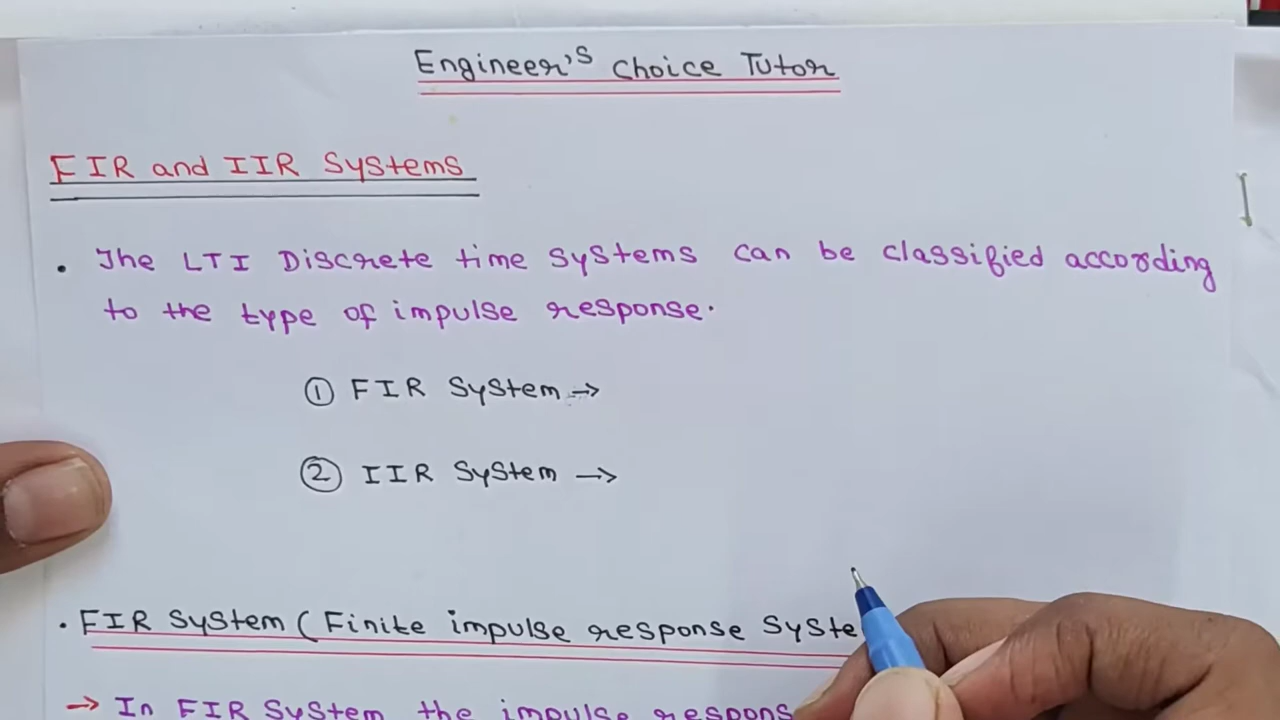 Engineer's Choice Tutor
FIR and IIR Systems
• The LTI Discrete time systems can be classified according
to the type of impulse response.
① FIR System →
② IIR System →
• FIR System (Finite impulse response Syste
→ In FIR System the impulse respons